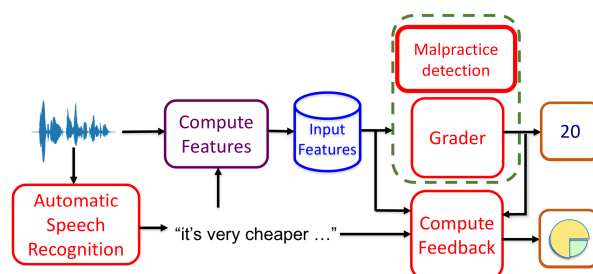 Malpractice
detection
Compute
Features
Input
Features
Grader
20
Automatic
Speech
Recognition
“it’s very cheaper …”
Compute
Feedback